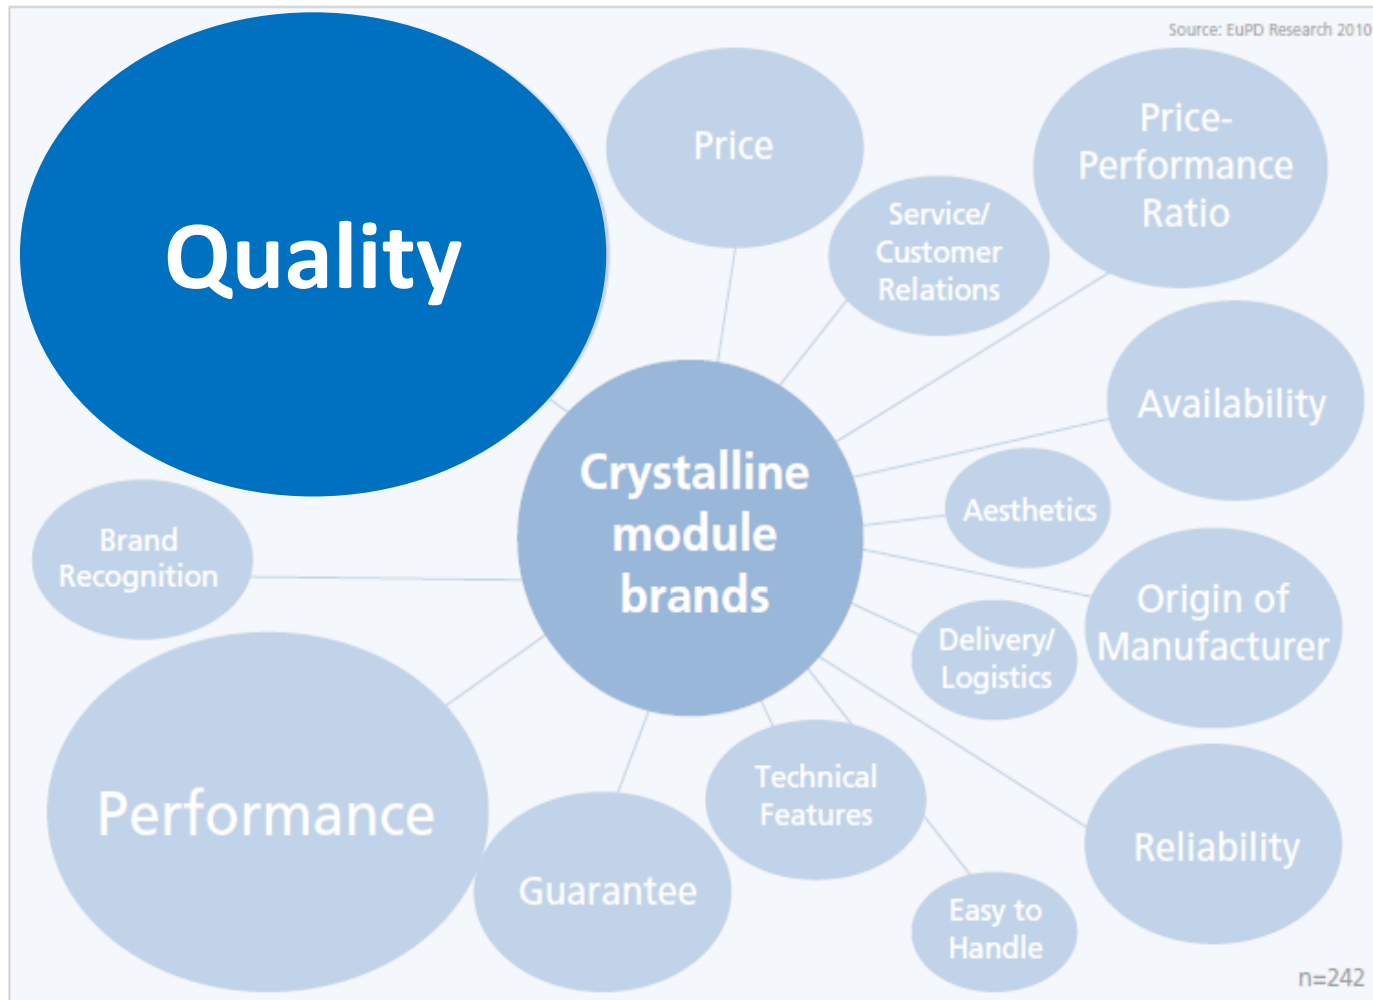 Source: EuPD Research 2010
Quality
Price
Price-
Performance
Ratio
Service/
Customer
Relations
Availability
Crystalline
module
brands
Aesthetics
Brand
Recognition
Origin of
Manufacturer
Delivery/
Logistics
Performance
Technical
Features
Reliability
Guarantee
Easy to
Handle
n=242